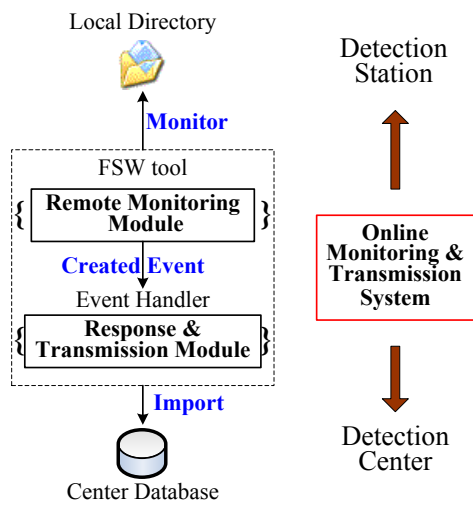 Local Directory
Monitor
FSW tool
{ Remote Monitoring }
Module
Created Event
Event Handler
{ Response & }
Transmission Module
Import
Center Database
Detection
Station
Online
Monitoring &
Transmission
System
Detection
Center